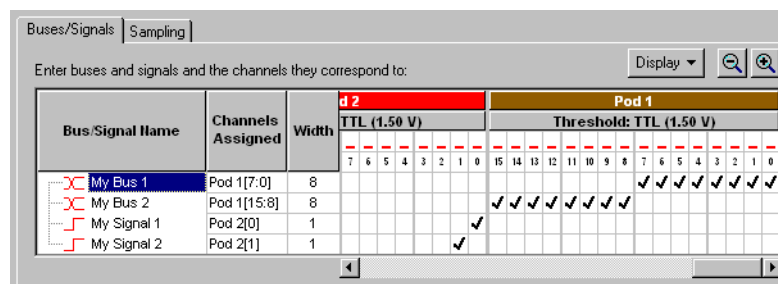 Buses/Signals Sampling
Enter buses and signals and the channels they correspond to:
Display
d 2 Pod 1
Bus/Signal Name Channels Assigned Width TTL (1.50 V) Threshold: TTL (1.50 V)
7 6 5 4 3 2 1 0 15 14 13 12 11 10 9 8 7 6 5 4 3 2 1 0
My Bus 1 Pod 1[7:0] 8
My Bus 2 Pod 1[15:8] 8
My Signal 1 Pod 2[0] 1
My Signal 2 Pod 2[1] 1